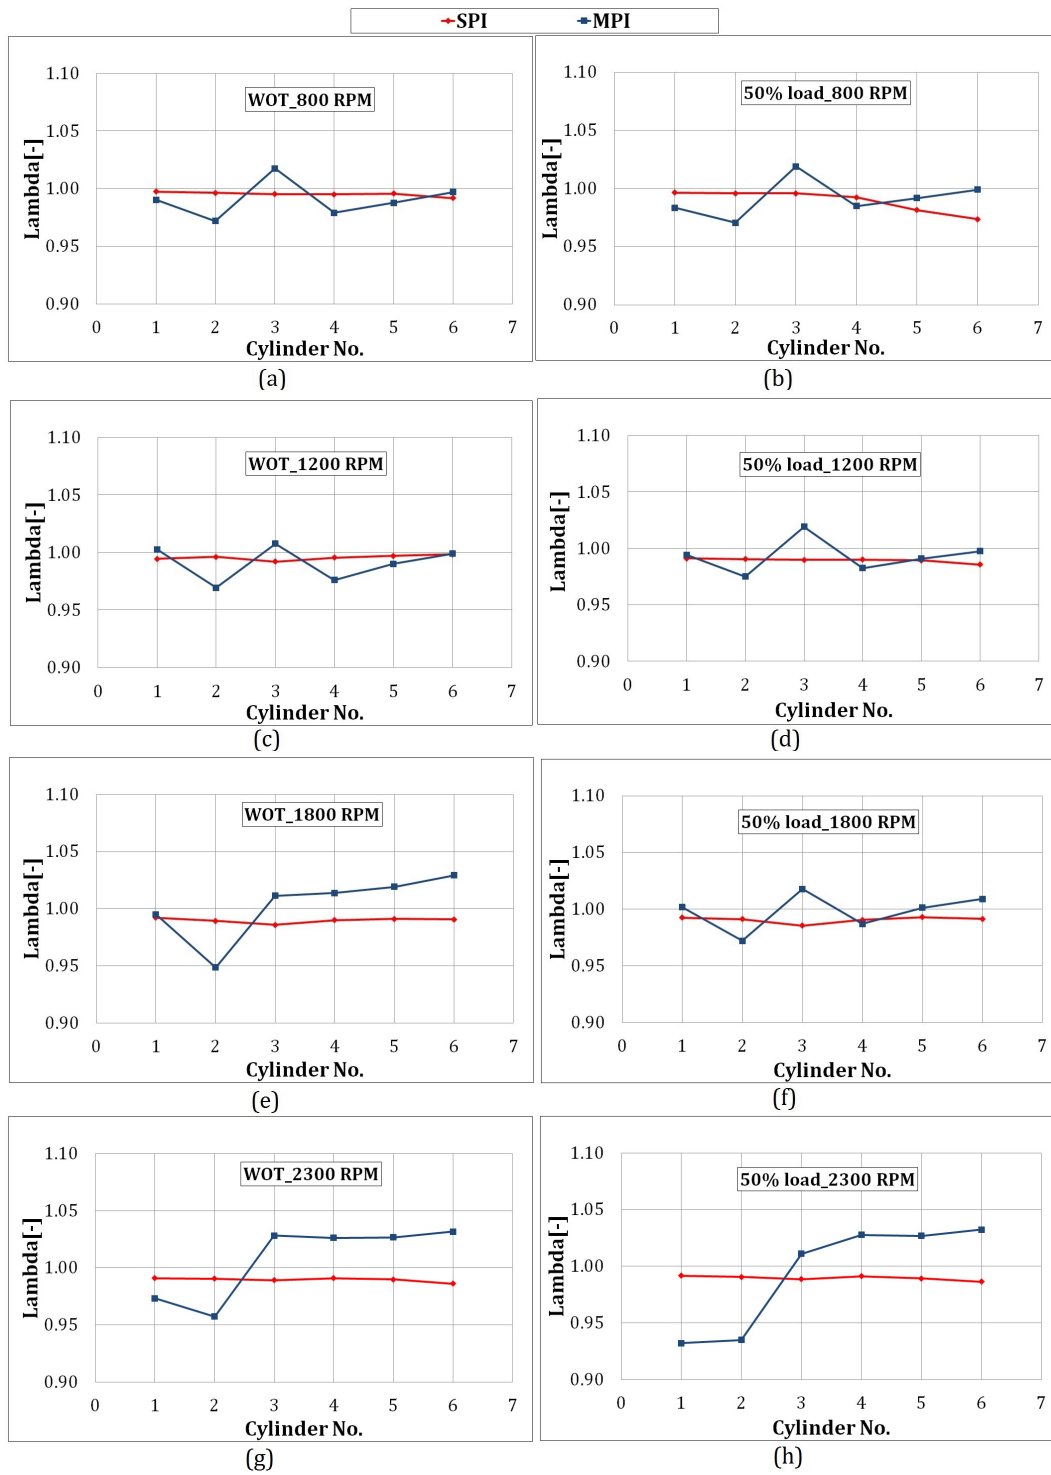 SPI MPI
WOT_800 RPM
Lambda[-]
1.10
1.05
1.00
0.95
0.90
0 1 2 3 4 5 6 7
Cylinder No.
(a)
50% load_800 RPM
Lambda[-]
1.10
1.05
1.00
0.95
0.90
0 1 2 3 4 5 6 7
Cylinder No.
(b)
WOT_1200 RPM
Lambda[-]
1.10
1.05
1.00
0.95
0.90
0 1 2 3 4 5 6 7
Cylinder No.
(c)
50% load_1200 RPM
Lambda[-]
1.10
1.05
1.00
0.95
0.90
0 1 2 3 4 5 6 7
Cylinder No.
(d)
WOT_1800 RPM
Lambda[-]
1.10
1.05
1.00
0.95
0.90
0 1 2 3 4 5 6 7
Cylinder No.
(e)
50% load_1800 RPM
Lambda[-]
1.10
1.05
1.00
0.95
0.90
0 1 2 3 4 5 6 7
Cylinder No.
(f)
WOT_2300 RPM
Lambda[-]
1.10
1.05
1.00
0.95
0.90
0 1 2 3 4 5 6 7
Cylinder No.
(g)
50% load_2300 RPM
Lambda[-]
1.10
1.05
1.00
0.95
0.90
0 1 2 3 4 5 6 7
Cylinder No.
(h)